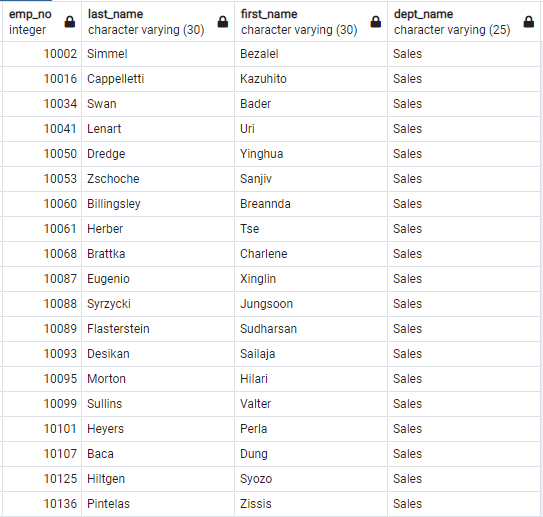 emp_no last_name first_name dept_name
integer character varying (30) character varying (30) character varying (25)
10002 Simmel Bezalel Sales
10016 Cappelletti Kazuhito Sales
10034 Swan Bader Sales
10041 Lenart Uri Sales
10050 Dredge Yinghua Sales
10053 Zschoche Sanjiv Sales
10060 Billingsley Breannda Sales
10061 Herber Tse Sales
10068 Brattka Charlene Sales
10087 Eugenio Xinglin Sales
10088 Syrzycki Jungsoon Sales
10089 Flasterstein Sudharsan Sales
10093 Desikan Sailaja Sales
10095 Morton Hilari Sales
10099 Sullins Valter Sales
10101 Heyers Perla Sales
10107 Baca Dung Sales
10125 Hiltgen Syozo Sales
10136 Pintelas Zissis Sales